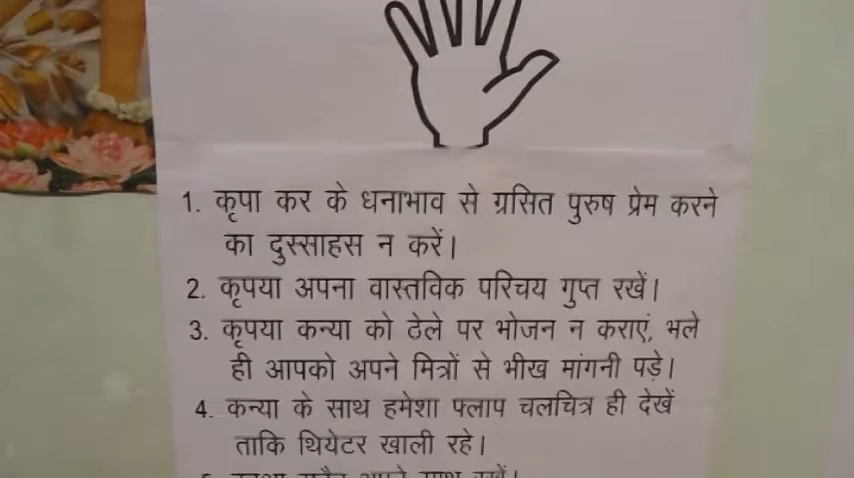 1. कृपा कर के धनाभाव से ग्रसित पुरुष प्रेम करने
का दुस्साहस न करें।
2. कृपया अपना वास्तविक परिचय गुप्त रखें।
3. कृपया कन्या को ठेले पर भोजन न कराएं, भले
ही आपको अपने मित्रों से भीख मांगनी पड़े।
4. कन्या के साथ हमेशा फ्लाप चलचित्र ही देखें
ताकि थियेटर खाली रहे।